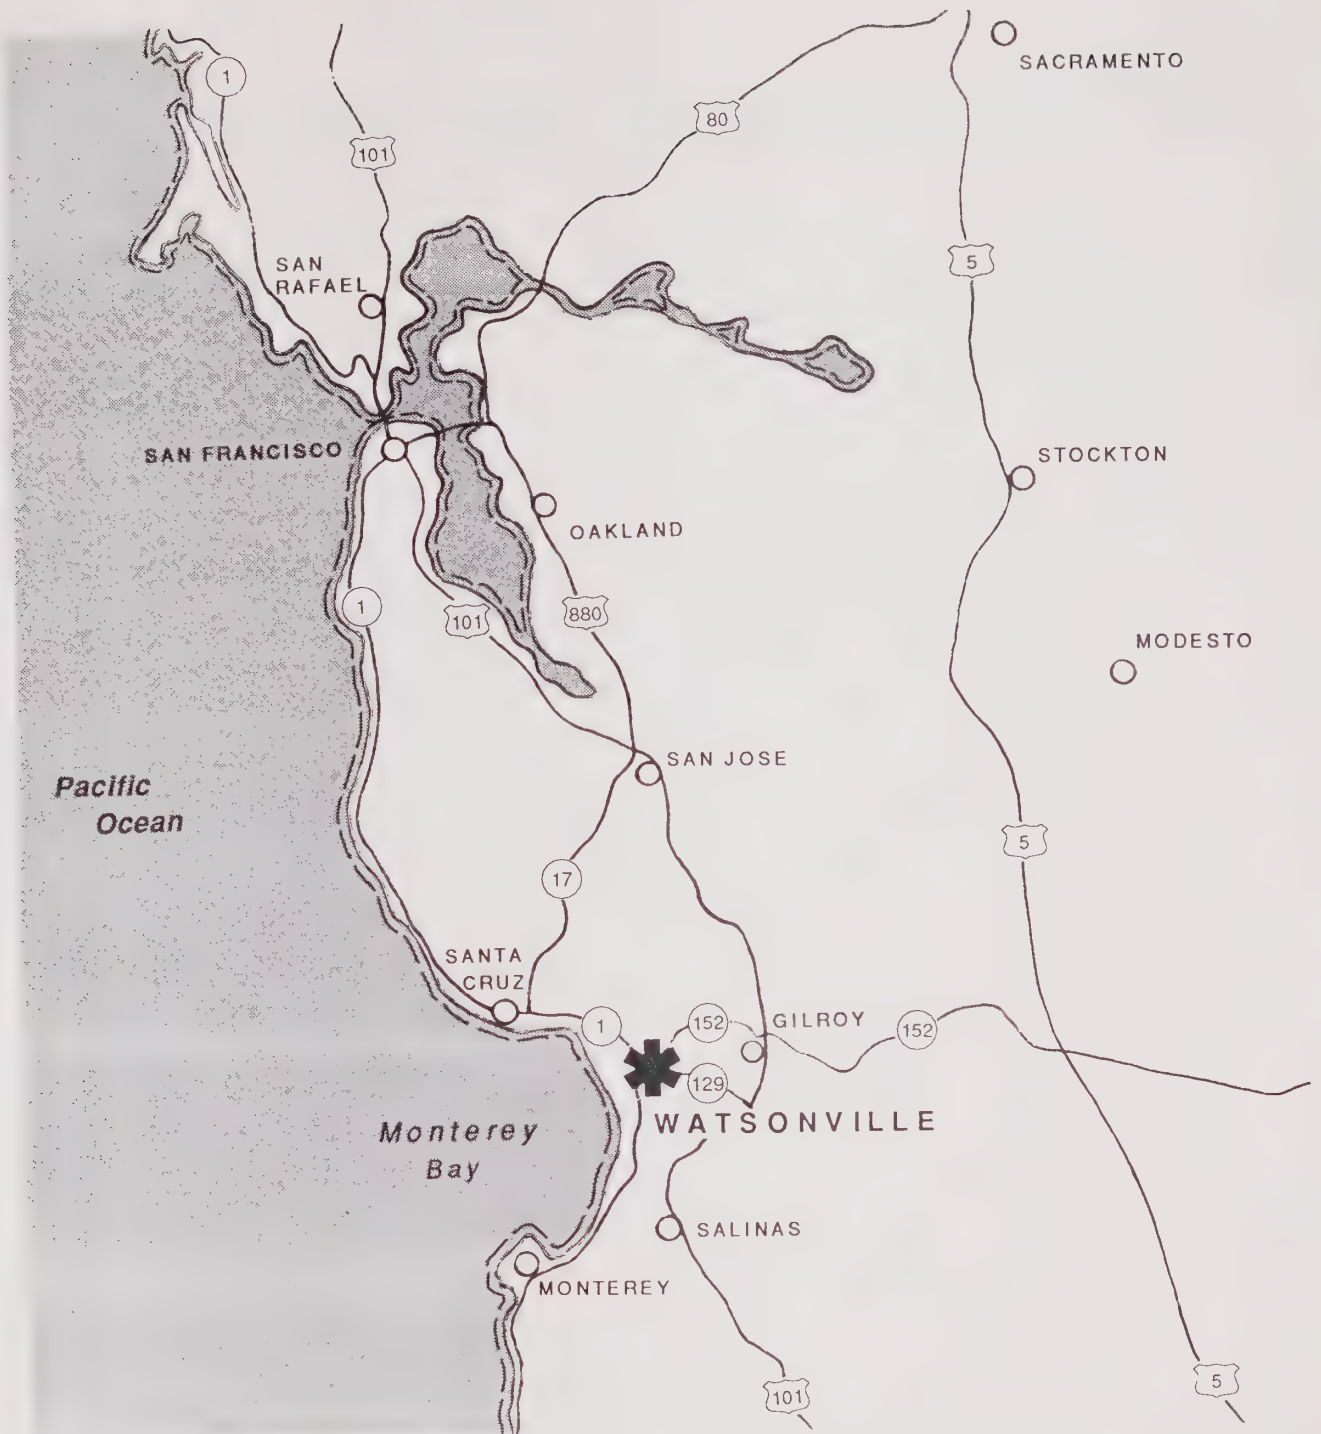 SACRAMENTO
1
80
101
5
SAN
RAFAEL
SAN FRANCISCO
STOCKTON
OAKLAND
1
101
880
MODESTO
SAN JOSE
Pacific
Ocean
5
17
SANTA
CRUZ
1
152
GILROY
152
129
WATSONVILLE
Monterey
Bay
SALINAS
MONTEREY
101
5